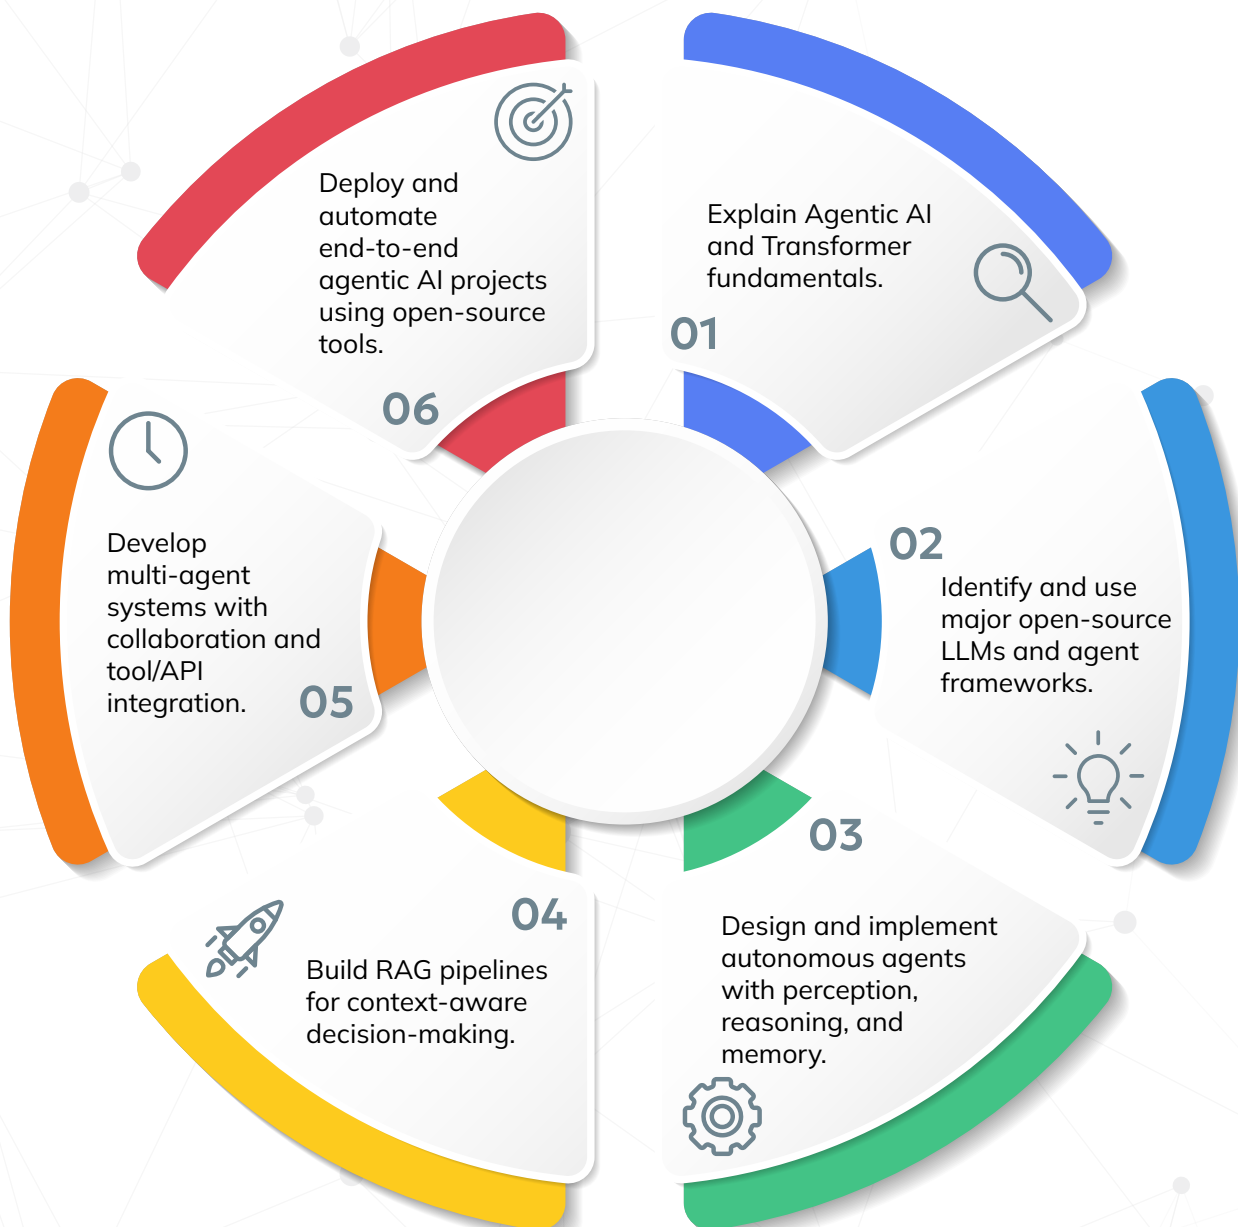 Explain Agentic AI
and Transformer
fundamentals.
01
02
Identify and use
major open-source
LLMs and agent
frameworks.
03
Design and implement
autonomous agents
with perception,
reasoning, and
memory.
04
Build RAG pipelines
for context-aware
decision-making.
Develop
multi-agent
systems with
collaboration and
tool/API
integration.
05
Deploy and
automate
end-to-end
agentic AI projects
using open-source
tools.
06